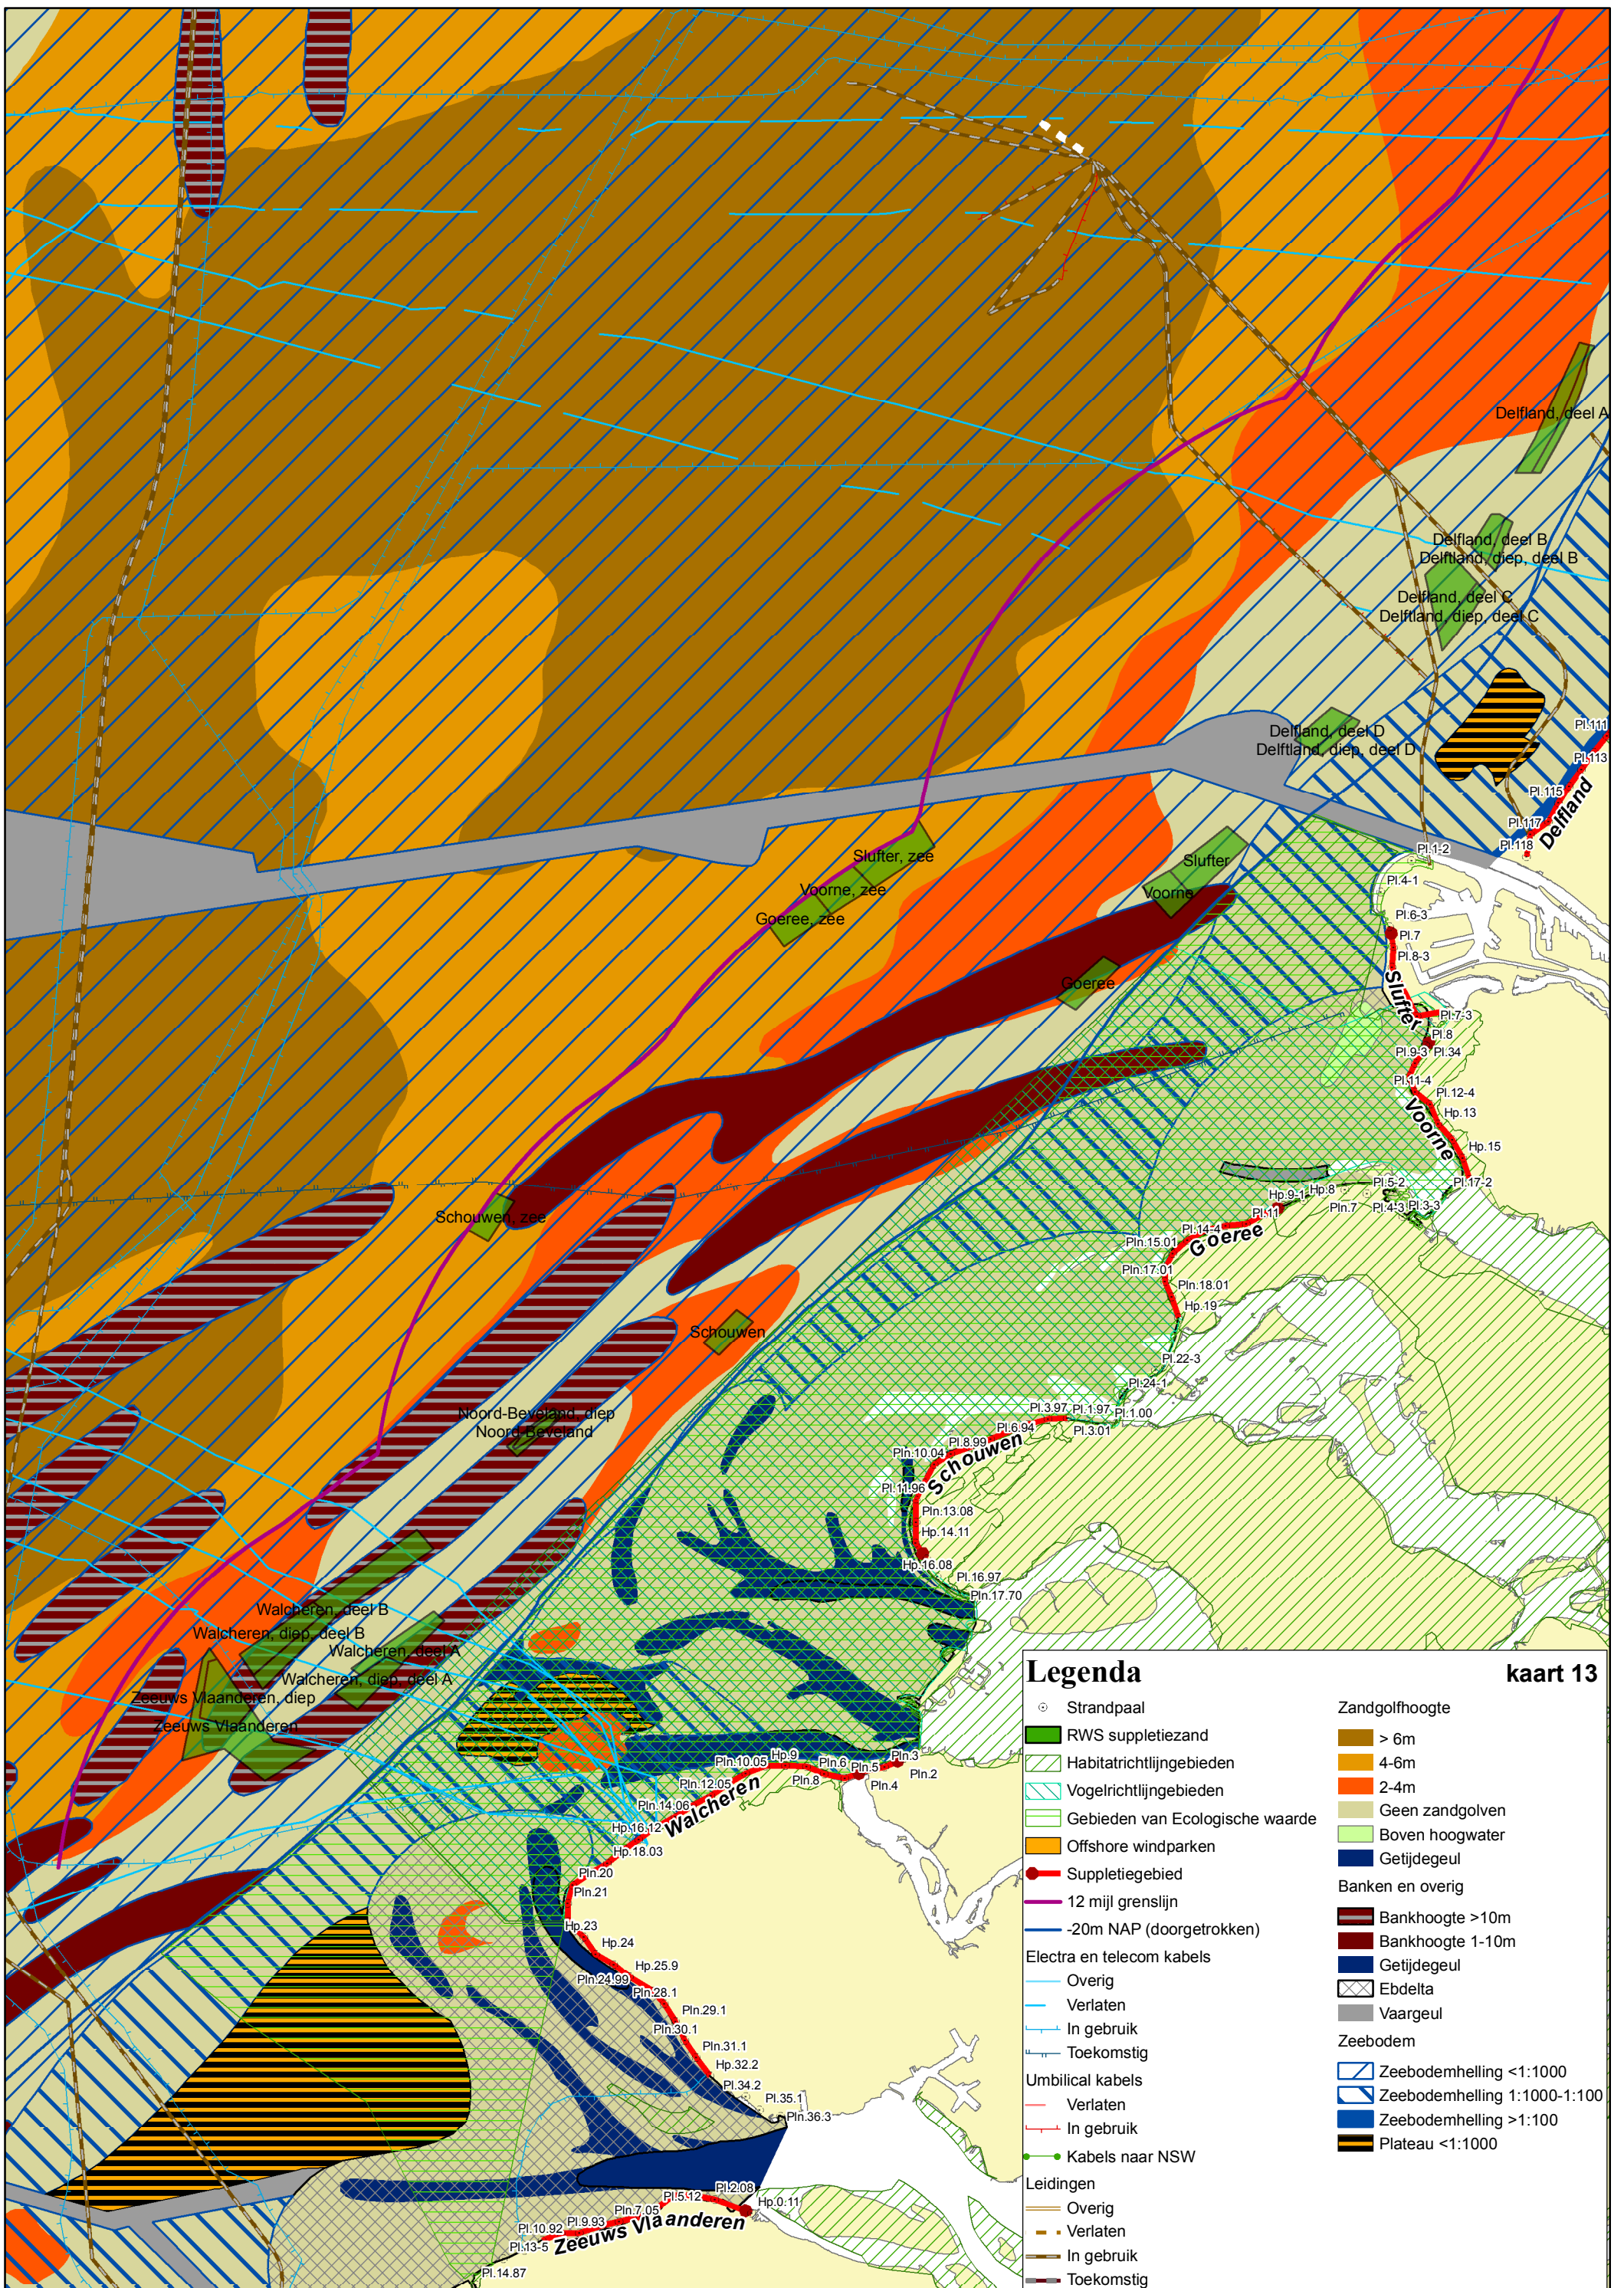 Delfland, deel A
Delfland, deel B
Delftland, diep, deel B
Delfland, deel C
Delftland, diep, deel C
Delfland, deel D
Delftland, diep, deel D
Pl.111
Pl.113
Pl.115
Pl.117
Pl.118
Delfland
Pl.1-2
Pl.4-1
Pl.6-3
Pl.7
Pl.8-3
Slufter
Pl.7-3
Pl.8
Pl.9-3
Pl.34
Pl.11-4
Pl.12-4
Hp.13
Voorne
Hp.15
Pl.17-2
Slufter, zee
Voorne, zee
Goeree, zee
Slufter
Voorne
Goeree
Schouwen, zee
Schouwen
Noord-Beveland, diep
Noord-Beveland
Pl.5-2
Pl.3-3
Pl.4-3
Pln.7
Hp.8
Hp.9-1
Pl.11
Pl.14-4
Goeree
Pln.15.01
Pln.17.01
Pln.18.01
Hp.19
Pl.22-3
Pl.24-1
Pl.1.00
Pl.1.97
Pl.3.01
Pl.3.97
Pl.6.94
Pl.8.99
Schouwen
Pln.10.04
Pl.11.96
Pln.13.08
Hp.14.11
Hp.16.08
Pl.16.97
Pln.17.70
Walcheren, deel B
Walcheren, diep, deel B
Walcheren, deel A
Walcheren, diep, deel A
Zeeuws Vlaanderen, diep
Zeeuws Vlaanderen
Pln.3
Pln.2
Pln.4
Pln.5
Pln.6
Pln.8
Hp.9
Pln.10.05
Pln.12.05
Walcheren
Pln.14.06
Hp.16.12
Hp.18.03
Pln.20
Pln.21
Hp.23
Hp.24
Pln.24.99
Hp.25.9
Pln.28.1
Pln.29.1
Pln.30.1
Pln.31.1
Hp.32.2
Pl.34.2
Pl.35.1
Pln.36.3
Hp.0.11
Pl.2.08
Pl.5.12
Pln.7.05
Pl.9.93
Pl.10.92
Pl.13-5
Zeeuws Vlaanderen
Pl.14.87
Legenda
kaart 13
Strandpaal
RWS suppletiezand
Habitatrichtlijngebieden
Vogelrichtlijngebieden
Gebieden van Ecologische waarde
Offshore windparken
Suppletiegebied
12 mijl grenslijn
-20m NAP (doorgetrokken)
Electra en telecom kabels
Overig
Verlaten
In gebruik
Toekomstig
Umbilical kabels
Verlaten
In gebruik
Kabels naar NSW
Leidingen
Overig
Verlaten
In gebruik
Toekomstig
Zandgolfhoogte
> 6m
4-6m
2-4m
Geen zandgolven
Boven hoogwater
Getijdegeul
Banken en overig
Bankhoogte >10m
Bankhoogte 1-10m
Getijdegeul
Ebdelta
Vaargeul
Zeebodem
Zeebodemhelling <1:1000
Zeebodemhelling 1:1000-1:100
Zeebodemhelling >1:100
Plateau <1:1000